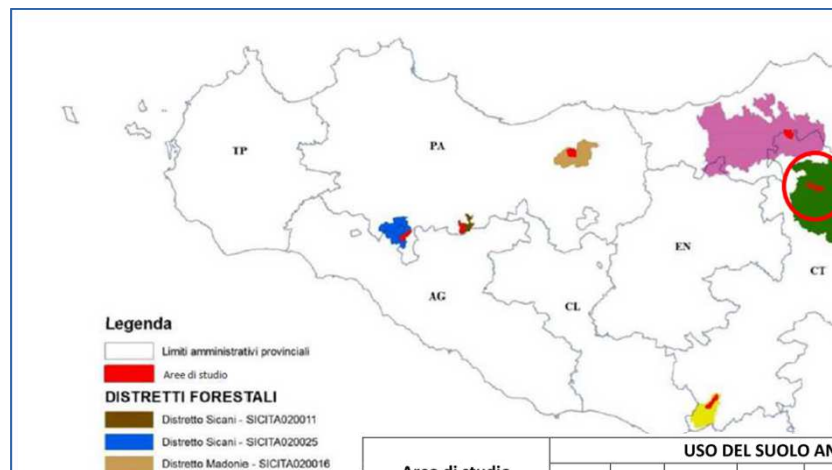 TP
PA
EN
CT
AG
CL
Legenda
Limiti amministrativi provinciali
Aree di studio
DISTRETTI FORESTALI
Distretto Sicani - SICITA020011
Distretto Sicani - SICITA020025
Distretto Madonie - SICITA020016
USO DEL SUOLO AN
Aree di studio